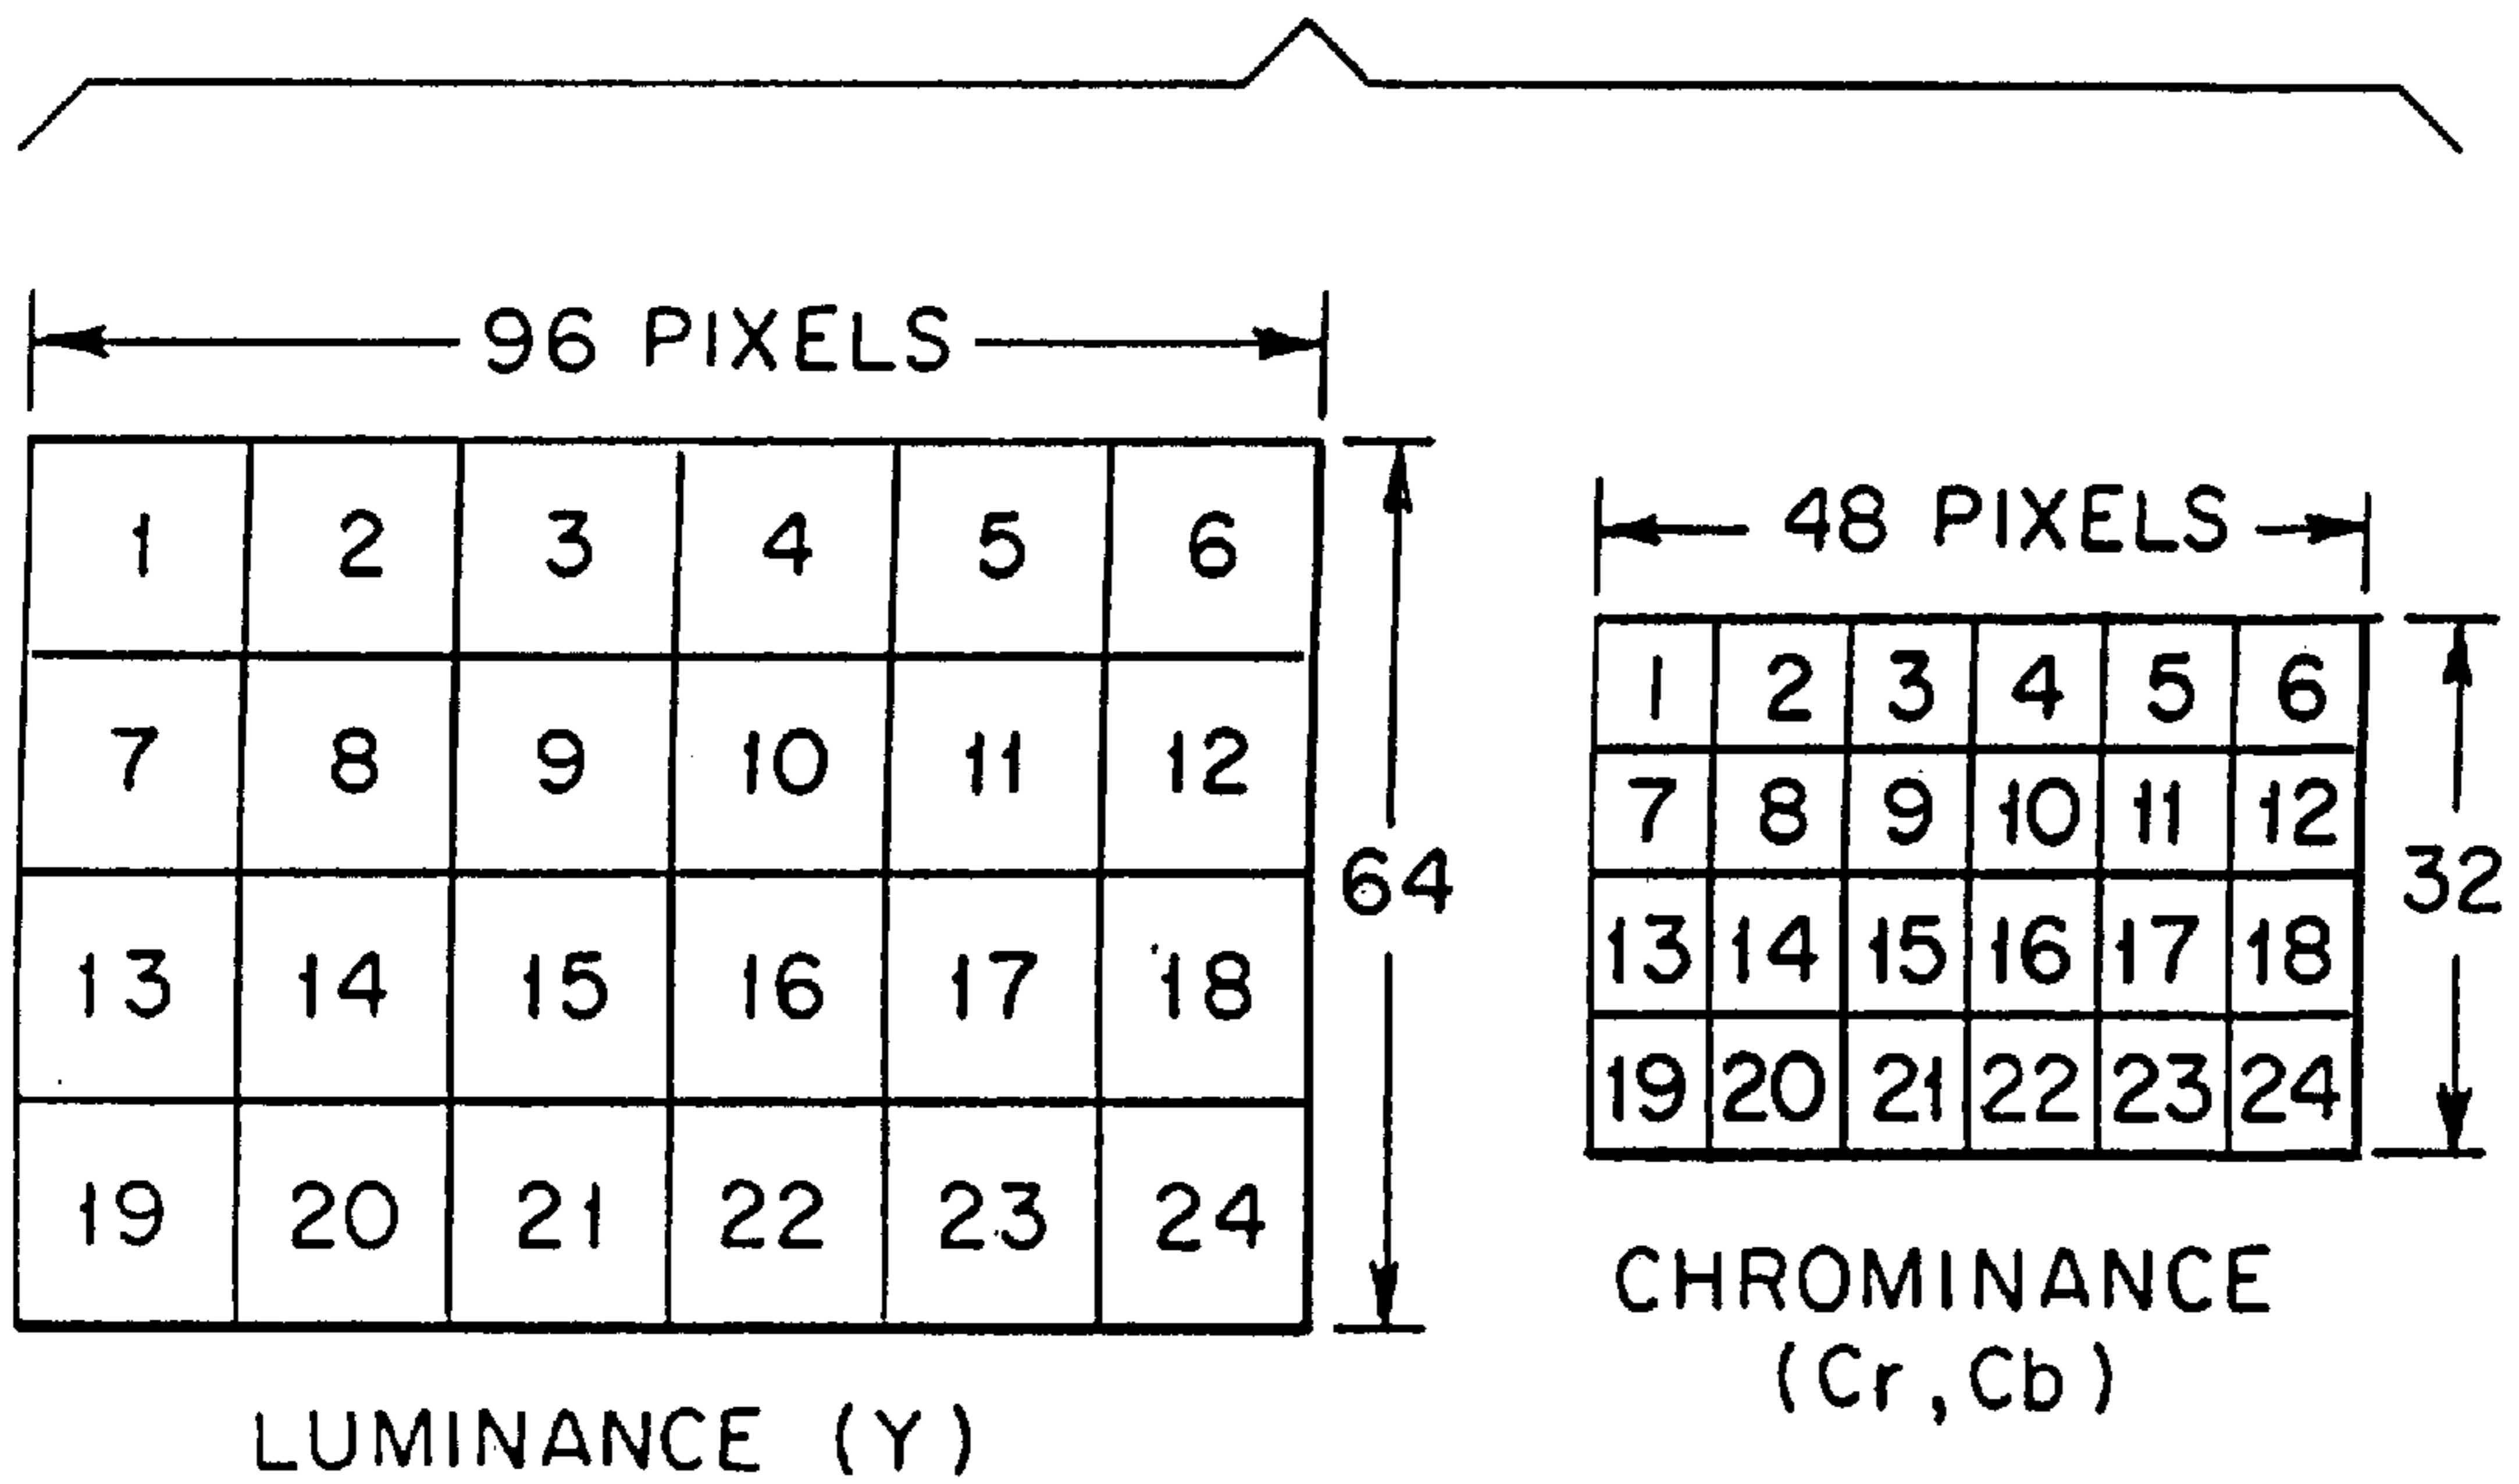 96 PIXELS
1 2 3 4 5 6
7 8 9 10 11 12
13 14 15 16 17 18
19 20 21 22 23 24
64
LUMINANCE (Y)
48 PIXELS
1 2 3 4 5 6
7 8 9 10 11 12
13 14 15 16 17 18
19 20 21 22 23 24
32
CHROMINANCE
(Cr, Cb)